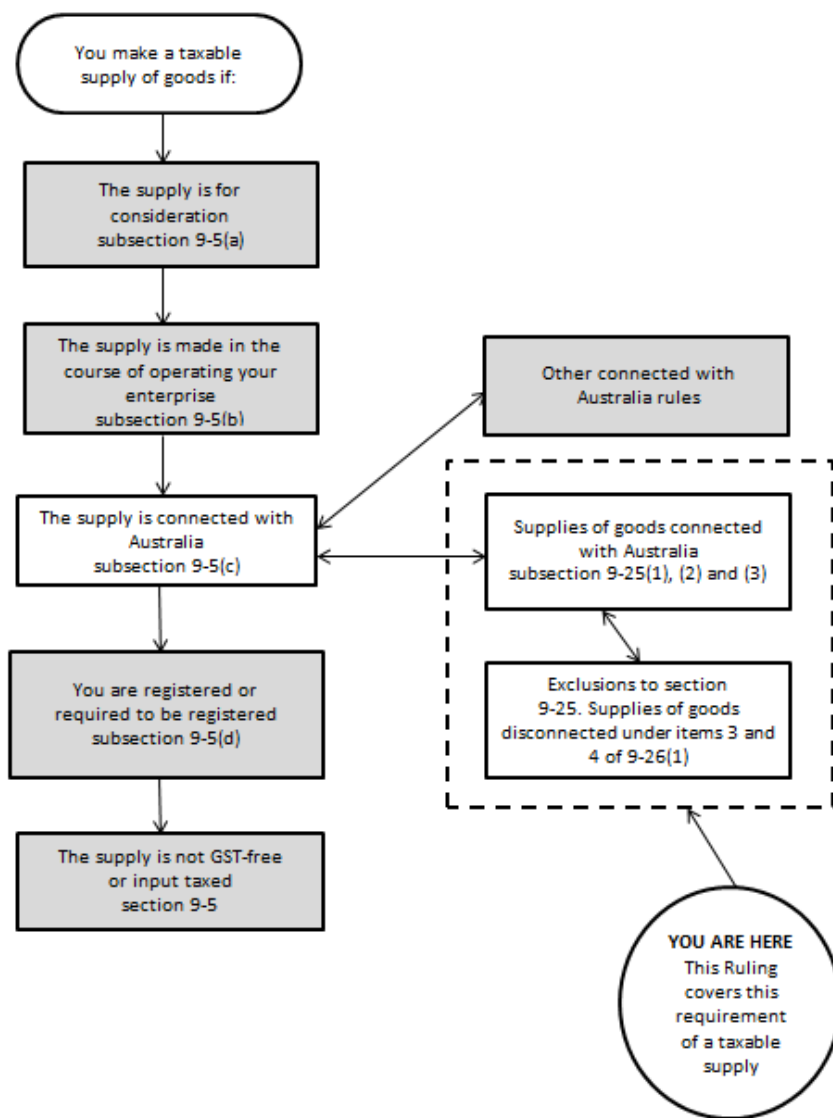 You make a taxable
supply of goods if:
The supply is for
consideration
subsection 9-5(a)
The supply is made in the
course of operating your
enterprise
subsection 9-5(b)
Other connected with
Australia rules
The supply is connected with
Australia
subsection 9-5(c)
Supplies of goods connected
with Australia
subsection 9-25(1), (2) and (3)
You are registered or
required to be registered
subsection 9-5(d)
Exclusions to section
9-25. Supplies of goods
disconnected under items 3 and
4 of 9-26(1)
The supply is not GST-free
or input taxed
section 9-5
YOU ARE HERE
This Ruling
covers this
requirement
of a taxable
supply